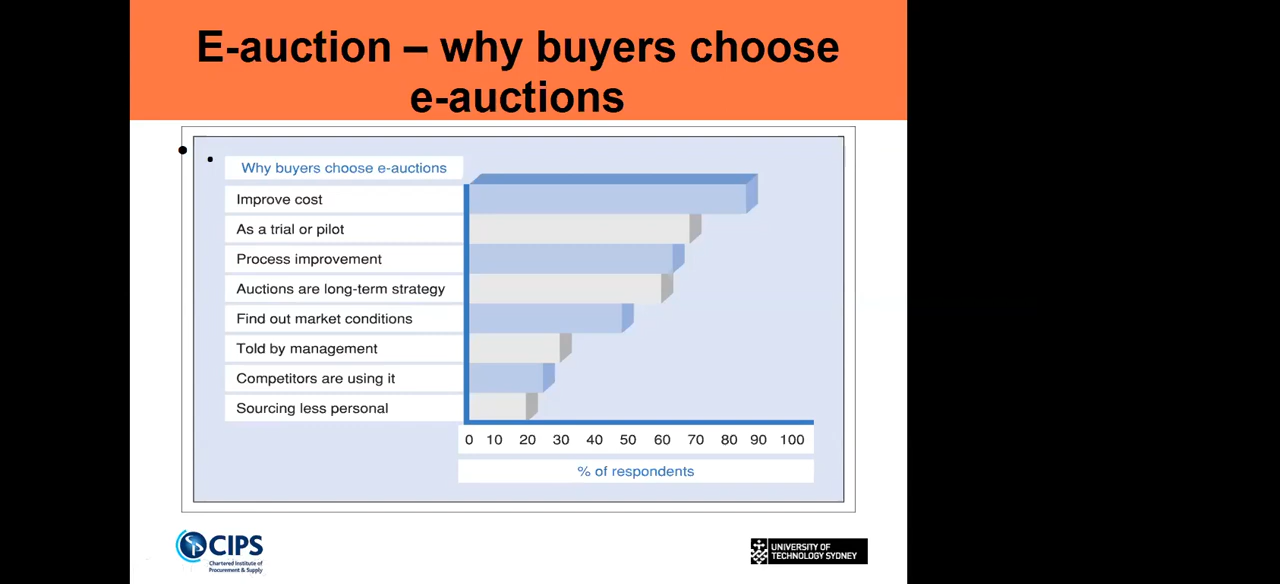 E-auction – why buyers choose
e-auctions
Why buyers choose e-auctions
Improve cost
As a trial or pilot
Process improvement
Auctions are long-term strategy
Find out market conditions
Told by management
Competitors are using it
Sourcing less personal
0 10 20 30 40 50 60 70 80 90 100
% of respondents
CIPS
Chartered Institute of
Procurement & Supply
UNIVERSITY OF
TECHNOLOGY SYDNEY